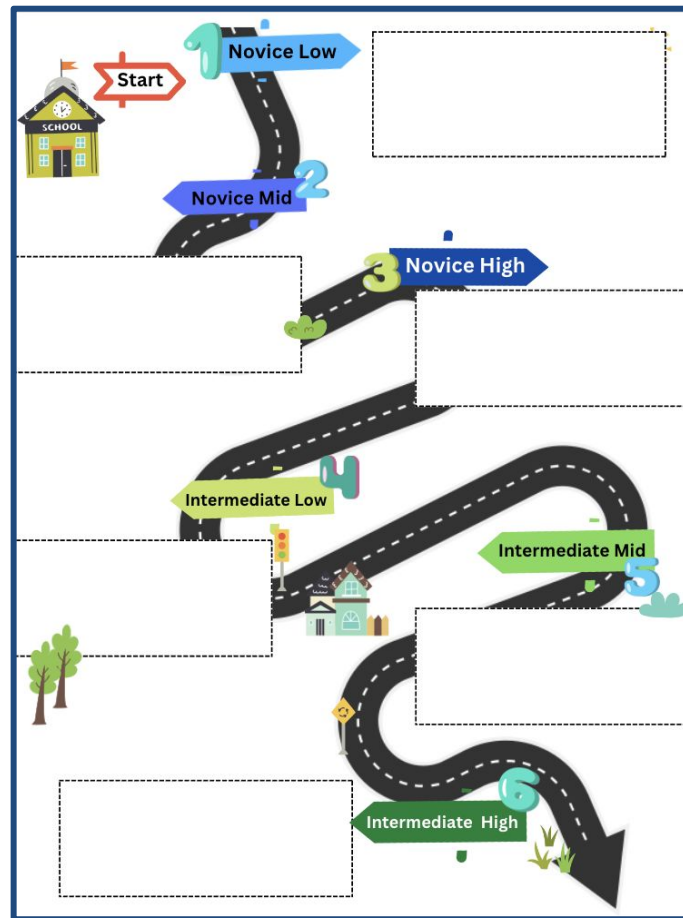 1
Novice Low
Start
SCHOOL
2
Novice Mid
3
Novice High
4
Intermediate Low
Intermediate Mid
5
6
Intermediate High